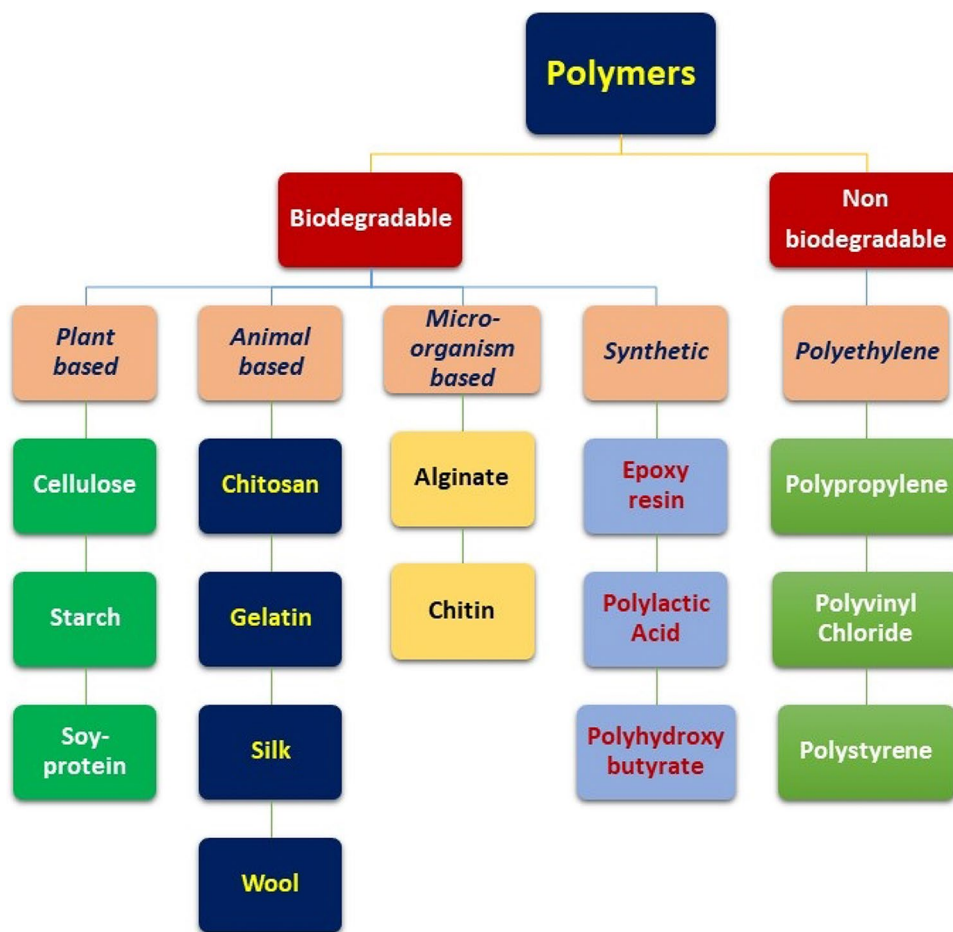 Polymers
Biodegradable
Non
biodegradable
Plant
based
Animal
based
Micro-
organism
based
Synthetic
Polyethylene
Cellulose
Chitosan
Alginate
Epoxy
resin
Polypropylene
Starch
Gelatin
Chitin
Polylactic
Acid
Polyvinyl
Chloride
Soy-
protein
Silk
Polyhydroxy
butyrate
Polystyrene
Wool